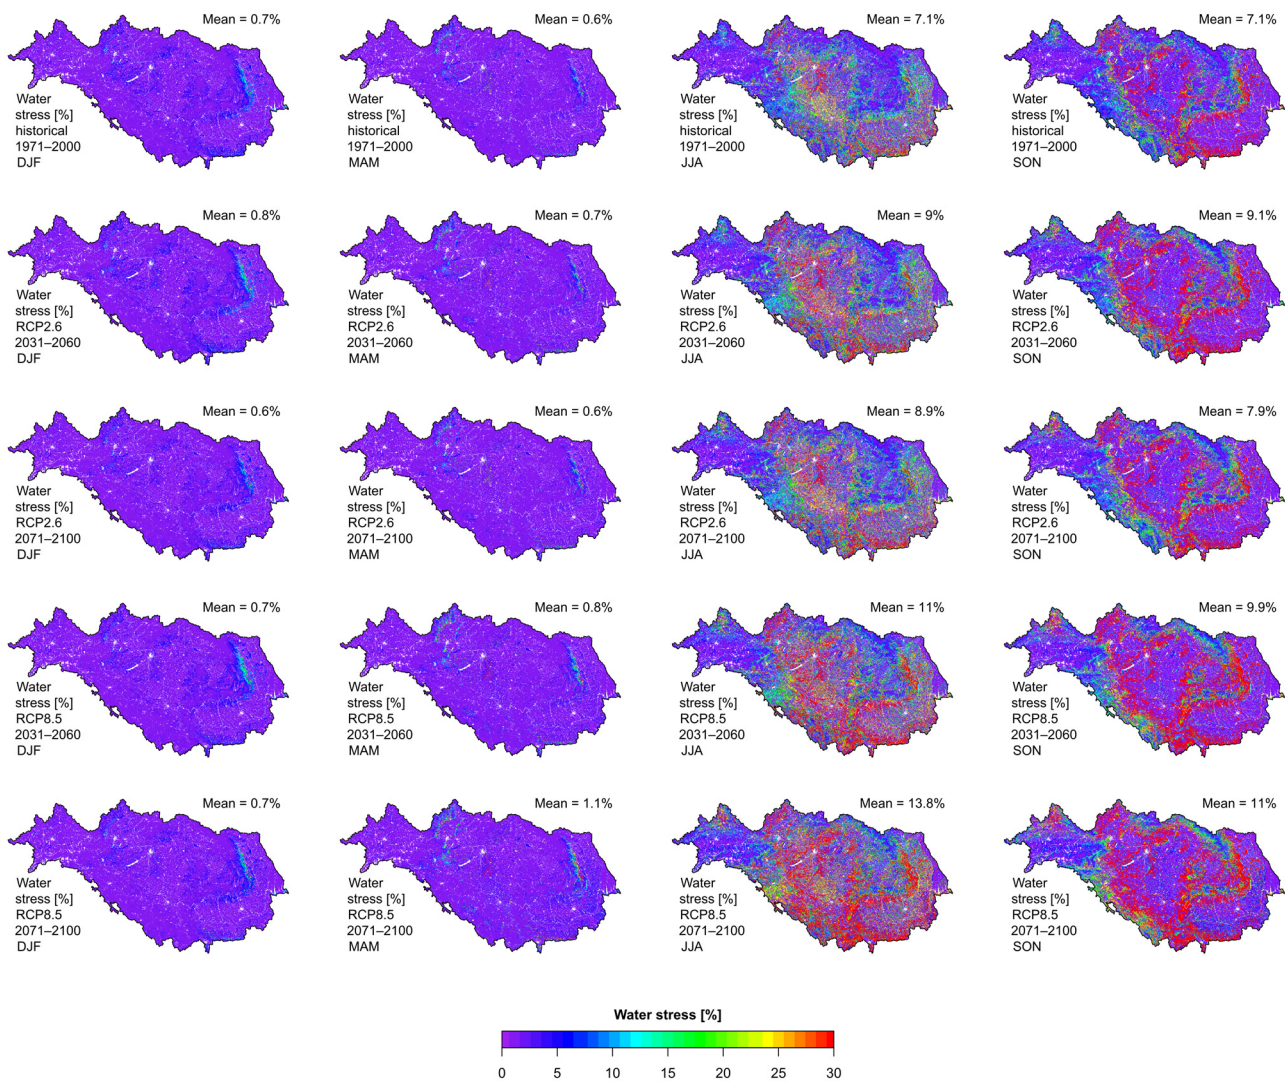 Mean = 0.7%
Water
stress [%]
historical
1971–2000
DJF
Mean = 0.6%
Water
stress [%]
historical
1971–2000
MAM
Mean = 7.1%
Water
stress [%]
historical
1971–2000
JJA
Mean = 7.1%
Water
stress [%]
historical
1971–2000
SON
Mean = 0.8%
Water
stress [%]
RCP2.6
2031–2060
DJF
Mean = 0.7%
Water
stress [%]
RCP2.6
2031–2060
MAM
Mean = 9%
Water
stress [%]
RCP2.6
2031–2060
JJA
Mean = 9.1%
Water
stress [%]
RCP2.6
2031–2060
SON
Mean = 0.6%
Water
stress [%]
RCP2.6
2071–2100
DJF
Mean = 0.6%
Water
stress [%]
RCP2.6
2071–2100
MAM
Mean = 8.9%
Water
stress [%]
RCP2.6
2071–2100
JJA
Mean = 7.9%
Water
stress [%]
RCP2.6
2071–2100
SON
Mean = 0.7%
Water
stress [%]
RCP8.5
2031–2060
DJF
Mean = 0.8%
Water
stress [%]
RCP8.5
2031–2060
MAM
Mean = 11%
Water
stress [%]
RCP8.5
2031–2060
JJA
Mean = 9.9%
Water
stress [%]
RCP8.5
2031–2060
SON
Mean = 0.7%
Water
stress [%]
RCP8.5
2071–2100
DJF
Mean = 1.1%
Water
stress [%]
RCP8.5
2071–2100
MAM
Mean = 13.8%
Water
stress [%]
RCP8.5
2071–2100
JJA
Mean = 11%
Water
stress [%]
RCP8.5
2071–2100
SON
Water stress [%]
0 5 10 15 20 25 30